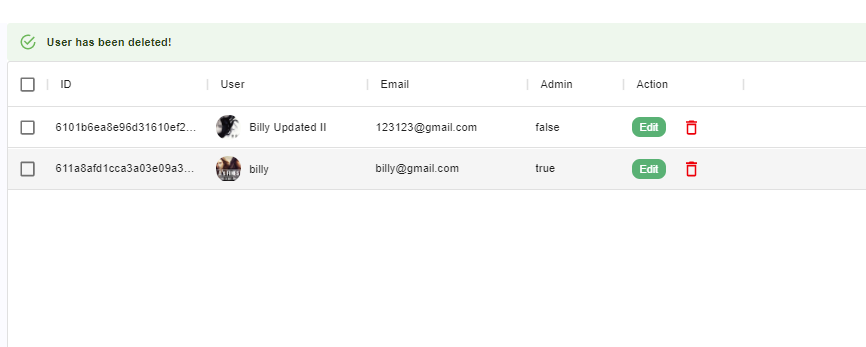 User has been deleted!
ID User Email Admin Action
6101b6ea8e96d31610ef2... Billy Updated II 123123@gmail.com false Edit
611a8afd1cca3a03e09a3... billy billy@gmail.com true Edit